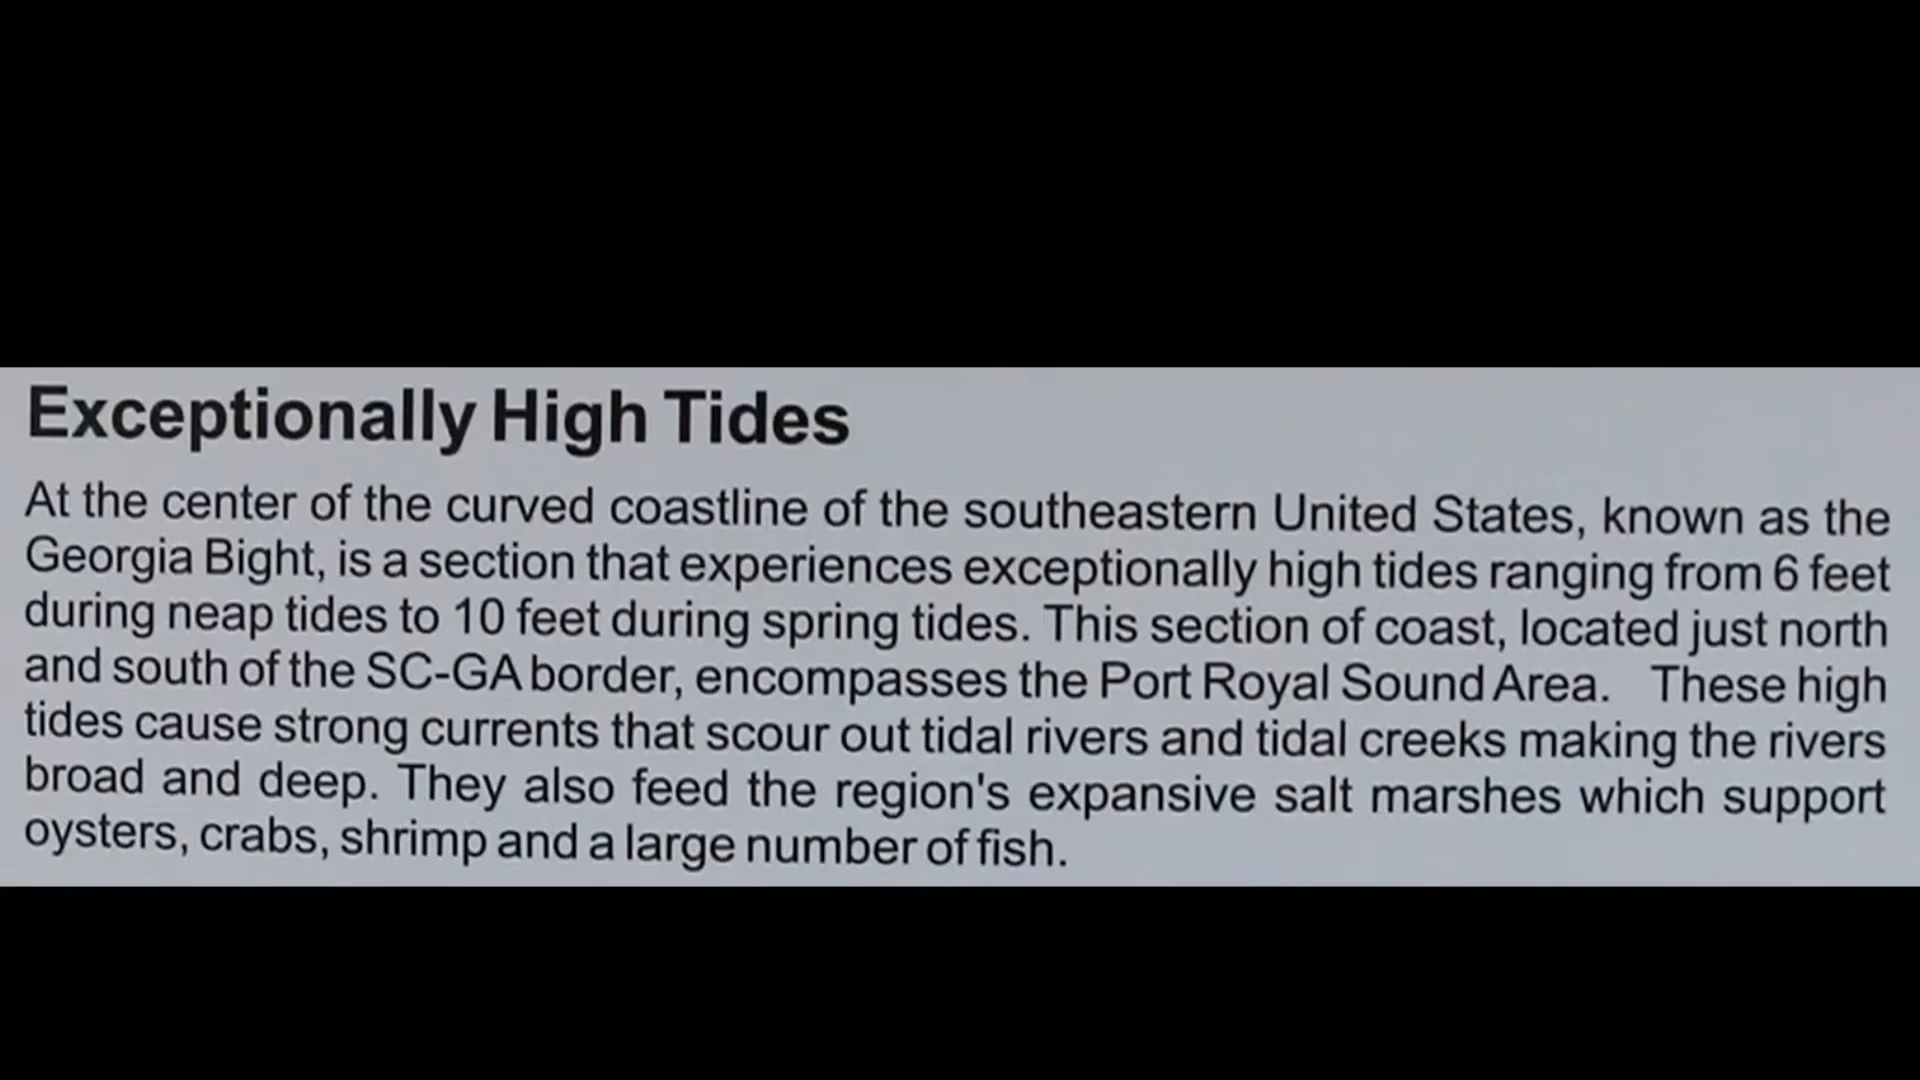 Exceptionally High Tides
At the center of the curved coastline of the southeastern United States, known as the
Georgia Bight, is a section that experiences exceptionally high tides ranging from 6 feet
during neap tides to 10 feet during spring tides. This section of coast, located just north
and south of the SC-GA border, encompasses the Port Royal Sound Area. These high
tides cause strong currents that scour out tidal rivers and tidal creeks making the rivers
broad and deep. They also feed the region's expansive salt marshes which support
oysters, crabs, shrimp and a large number of fish.